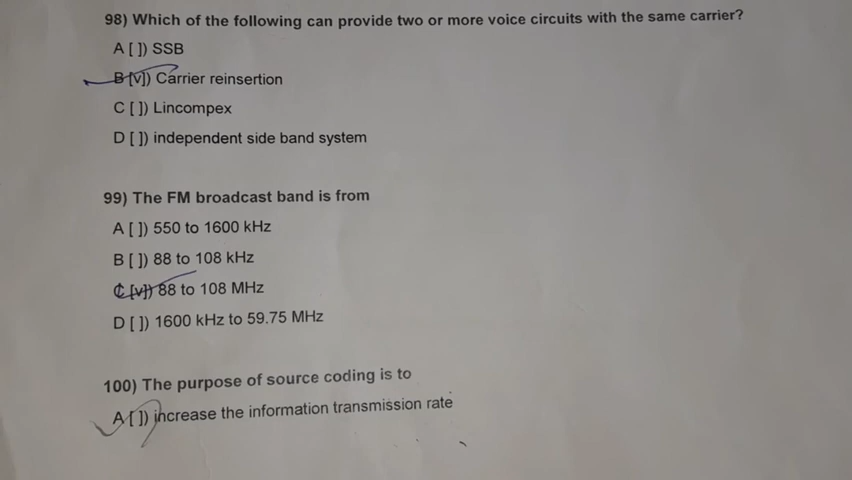 98) Which of the following can provide two or more voice circuits with the same carrier?
A [ ]) SSB
B [v]) Carrier reinsertion
C [ ]) Lincompex
D [ ]) independent side band system
99) The FM broadcast band is from
A [ ]) 550 to 1600 kHz
B [ ]) 88 to 108 kHz
C [v]) 88 to 108 MHz
D [ ]) 1600 kHz to 59.75 MHz
100) The purpose of source coding is to
A [ ]) increase the information transmission rate